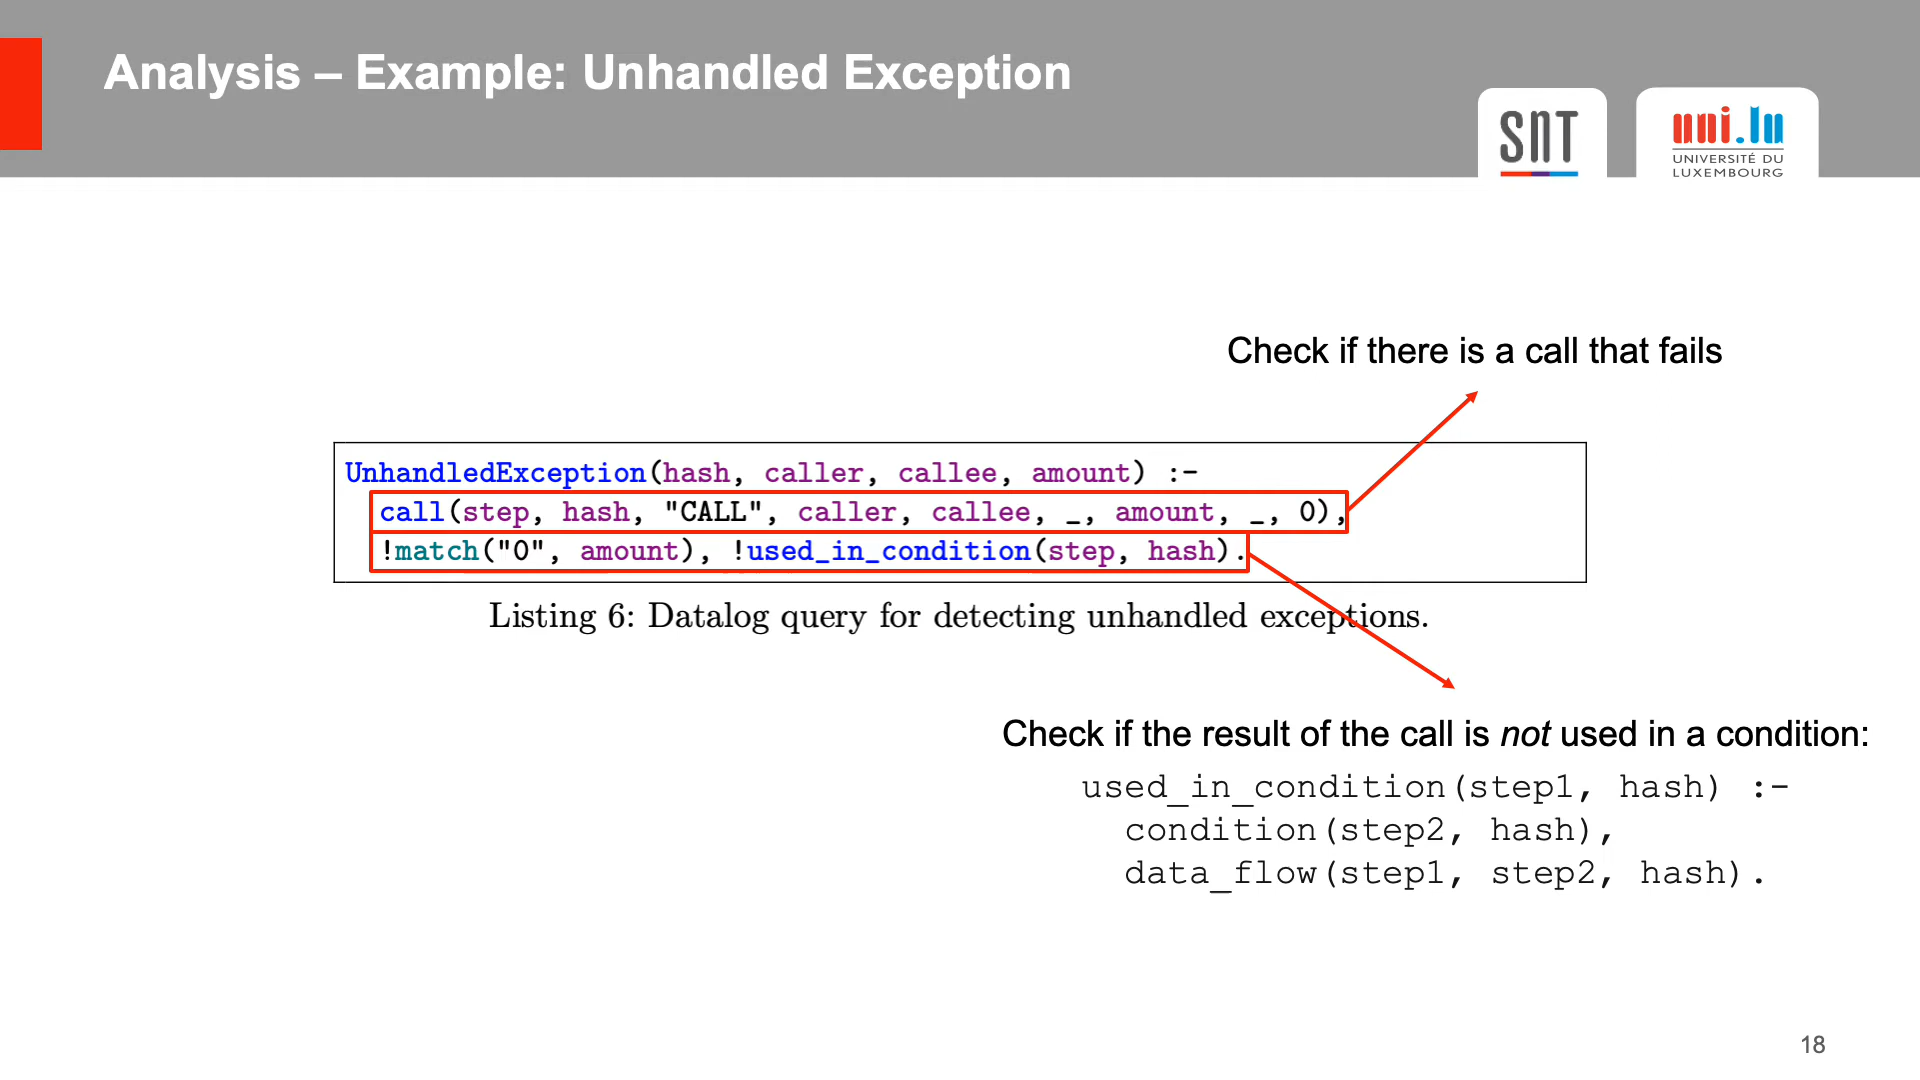 Analysis – Example: Unhandled Exception
SnT
uni.lu
UNIVERSITÉ DU
LUXEMBOURG
Check if there is a call that fails
UnhandledException(hash, caller, callee, amount) :-
call(step, hash, "CALL", caller, callee, _, amount, _, 0),
!match("0", amount), !used_in_condition(step, hash).
Listing 6: Datalog query for detecting unhandled exceptions.
Check if the result of the call is not used in a condition:
used_in_condition(step1, hash) :-
condition(step2, hash),
data_flow(step1, step2, hash).
18